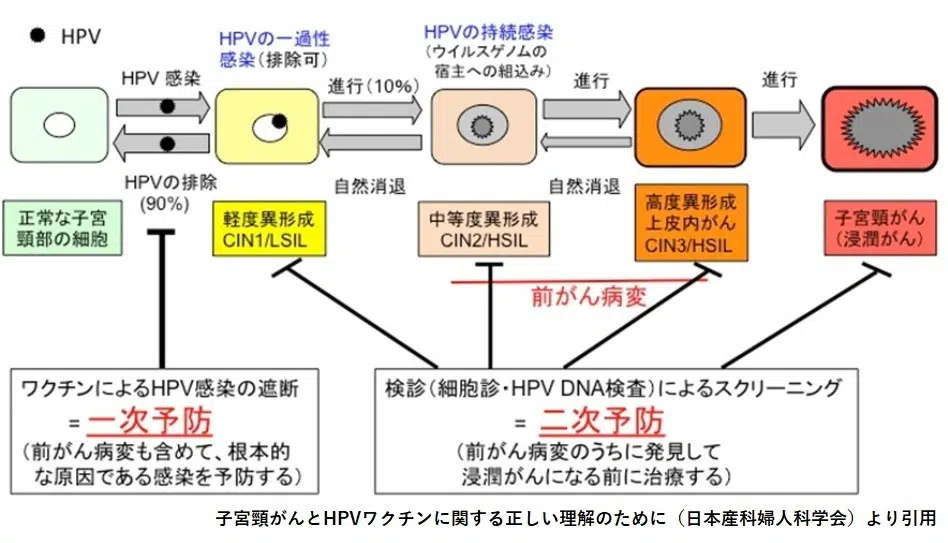 HPV
HPVの一過性
感染(排除可)
HPVの持続感染
(ウイルスゲノムの
宿主への組込み)
HPV 感染
進行(10%)
進行
進行
HPVの排除
(90%)
自然消退
自然消退
正常な子宮
頸部の細胞
軽度異形成
CIN1/LSIL
中等度異形成
CIN2/HSIL
高度異形成
上皮内がん
CIN3/HSIL
子宮頸がん
(浸潤がん)
前がん病変
ワクチンによるHPV感染の遮断
= 一次予防
(前がん病変も含めて、根本的
な原因である感染を予防する)
検診(細胞診・HPV DNA検査)によるスクリーニング
= 二次予防
(前がん病変のうちに発見して
浸潤がんになる前に治療する)
子宮頸がんとHPVワクチンに関する正しい理解のために(日本産科婦人科学会)より引用